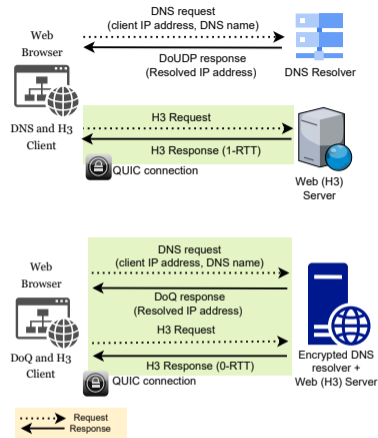 DNS request
(client IP address, DNS name)
Web
Browser
DoUDP response
(Resolved IP address)
DNS Resolver
DNS and H3
Client
H3 Request
H3 Response (1-RTT)
QUIC connection
Web (H3)
Server
DNS request
(client IP address, DNS name)
Web
Browser
DoQ response
(Resolved IP address)
H3 Request
DoQ and H3
Client
H3 Response (0-RTT)
QUIC connection
Encrypted DNS
resolver +
Web (H3) Server
Request
Response